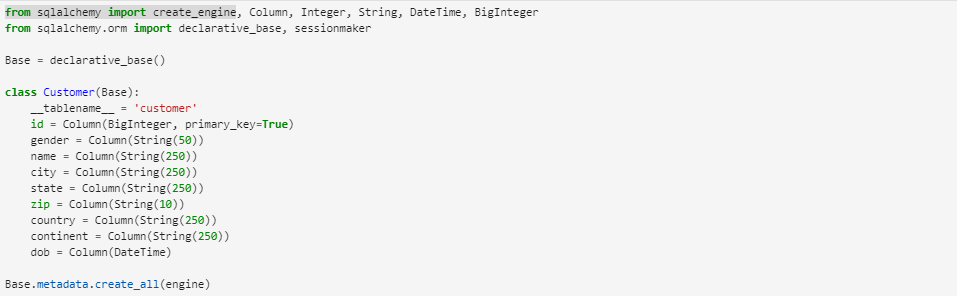 from sqlalchemy import create_engine, Column, Integer, String, DateTime, BigInteger
from sqlalchemy.orm import declarative_base, sessionmaker
Base = declarative_base()
class Customer(Base):
__tablename__ = 'customer'
id = Column(BigInteger, primary_key=True)
gender = Column(String(50))
name = Column(String(250))
city = Column(String(250))
state = Column(String(250))
zip = Column(String(10))
country = Column(String(250))
continent = Column(String(250))
dob = Column(DateTime)
Base.metadata.create_all(engine)